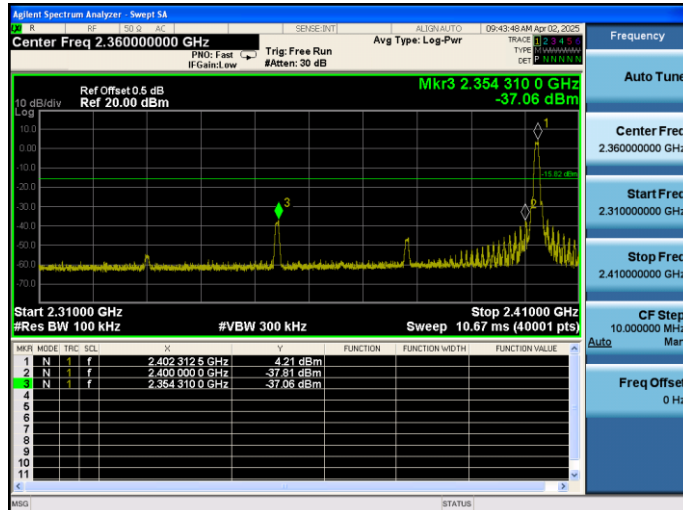 Agilent Spectrum Analyzer - Swept SA
R RF 50 Ω AC SENSE:INT ALIGNAUTO 09:43:48 AM Apr 02, 2025
Center Freq 2.360000000 GHz
PNO: Fast
IFGain:Low
Trig: Free Run
#Atten: 30 dB
Avg Type: Log-Pwr
TRACE 1 2 3 4 5 6
TYPE M
DET P N N N N N
Mkr3 2.354 310 0 GHz
-37.06 dBm
Ref Offset 0.5 dB
10 dB/div Ref 20.00 dBm
Log
10.0
0.00
-10.0
-20.0
-30.0
-40.0
-50.0
-60.0
-70.0
1
-15.82 dBm
3
2
Start 2.31000 GHz Stop 2.41000 GHz
#Res BW 100 kHz #VBW 300 kHz Sweep 10.67 ms (40001 pts)
MKR MODE TRC SCL X Y FUNCTION FUNCTION WIDTH FUNCTION VALUE
1 N 1 f 2.402 312 5 GHz 4.21 dBm
2 N 1 f 2.400 000 0 GHz -37.81 dBm
3 N 1 f 2.354 310 0 GHz -37.06 dBm
4
5
6
7
8
9
10
11
MSG STATUS
Frequency
Auto Tune
Center Freq
2.360000000 GHz
Start Freq
2.310000000 GHz
Stop Freq
2.410000000 GHz
CF Step
10.000000 MHz
Auto Man
Freq Offset
0 Hz